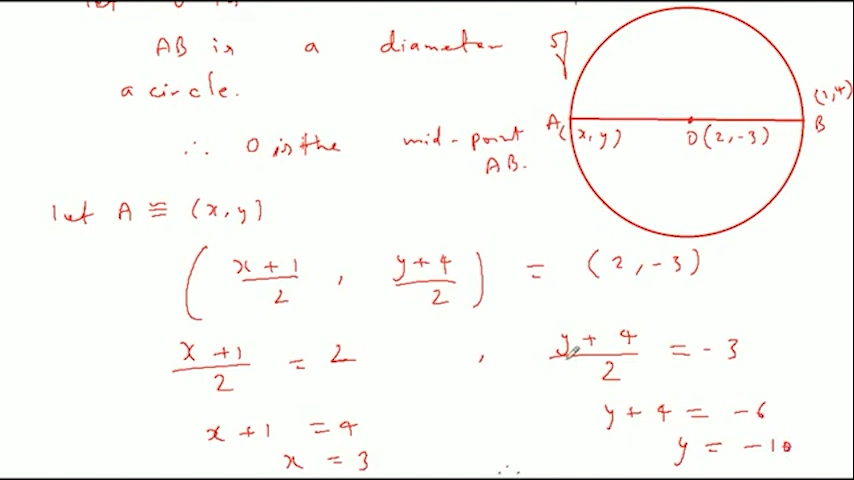 AB is a diameter of
a circle.
∴ O is the mid-point
AB.
let A ≅ (x, y)
(x + 1 / 2 , y + 4 / 2) = (2, -3)
x + 1 / 2 = 2 , y + 4 / 2 = - 3
x + 1 = 4
x = 3
y + 4 = -6
y = -10
∴
A (x, y)
O (2, -3)
(1, 4)
B